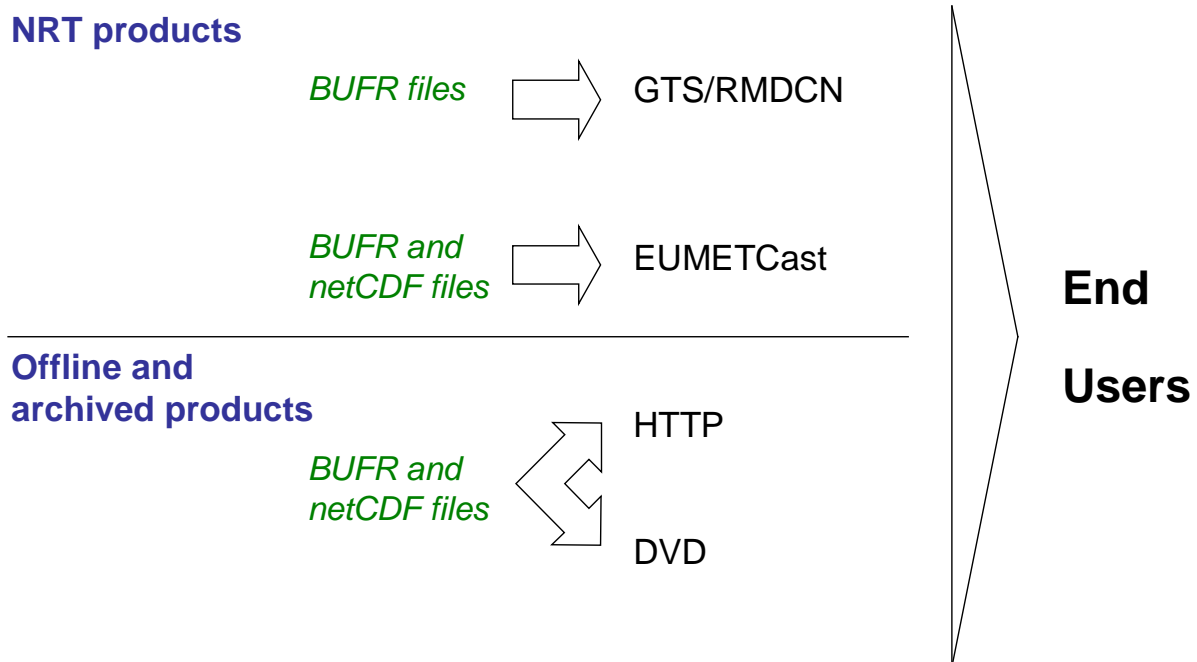 NRT products
BUFR files
GTS/RMDCN
BUFR and
netCDF files
EUMETCast
Offline and
archived products
BUFR and
netCDF files
HTTP
DVD
End
Users